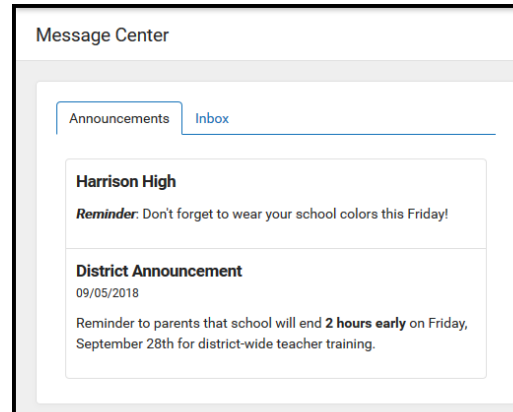 Message Center
Announcements Inbox
Harrison High
Reminder: Don't forget to wear your school colors this Friday!
District Announcement
09/05/2018
Reminder to parents that school will end 2 hours early on Friday,
September 28th for district-wide teacher training.